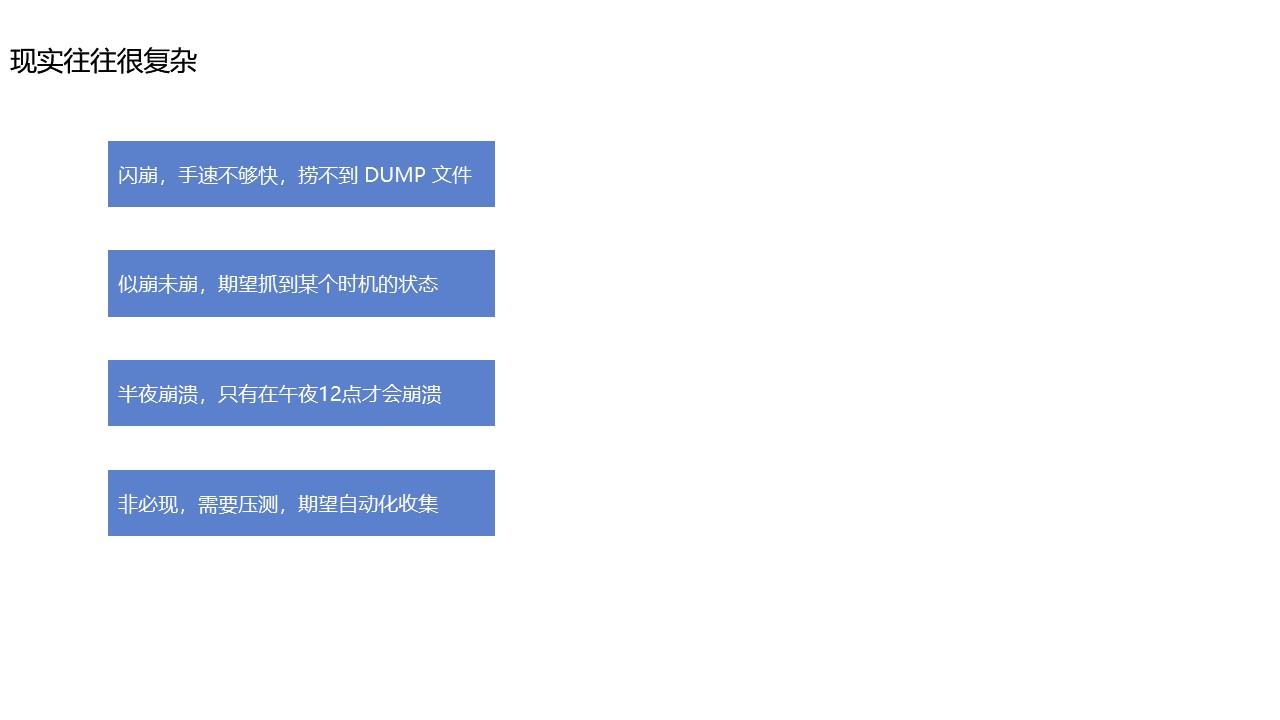 现实往往很复杂
闪崩，手速不够快，捞不到 DUMP 文件
似崩未崩，期望抓到某个时机的状态
半夜崩溃，只有在午夜12点才会崩溃
非必现，需要压测，期望自动化收集